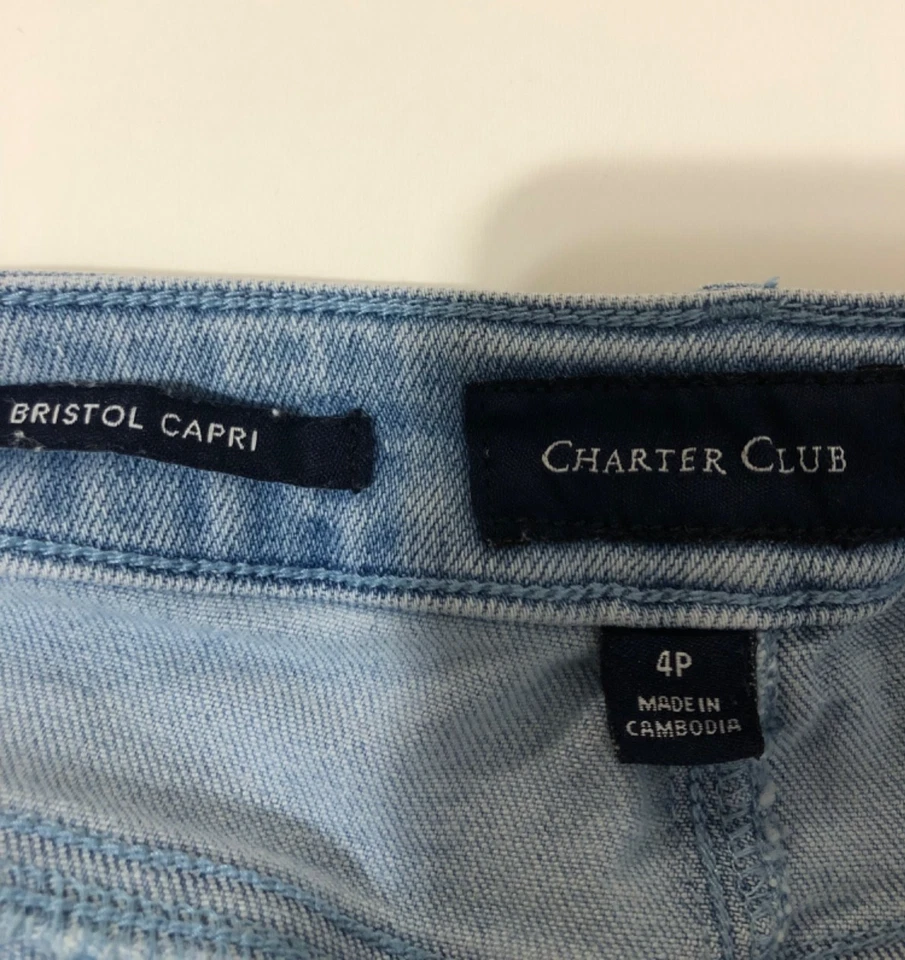 BRISTOL CAPRI
CHARTER CLUB
4P
MADE IN
CAMBODIA